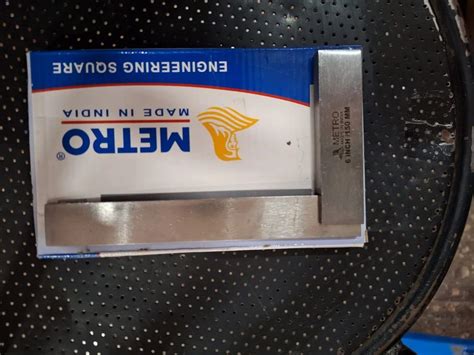 METRO®
MADE IN INDIA
ENGINEERING SQUARE
METRO
6 INCH /150 MM